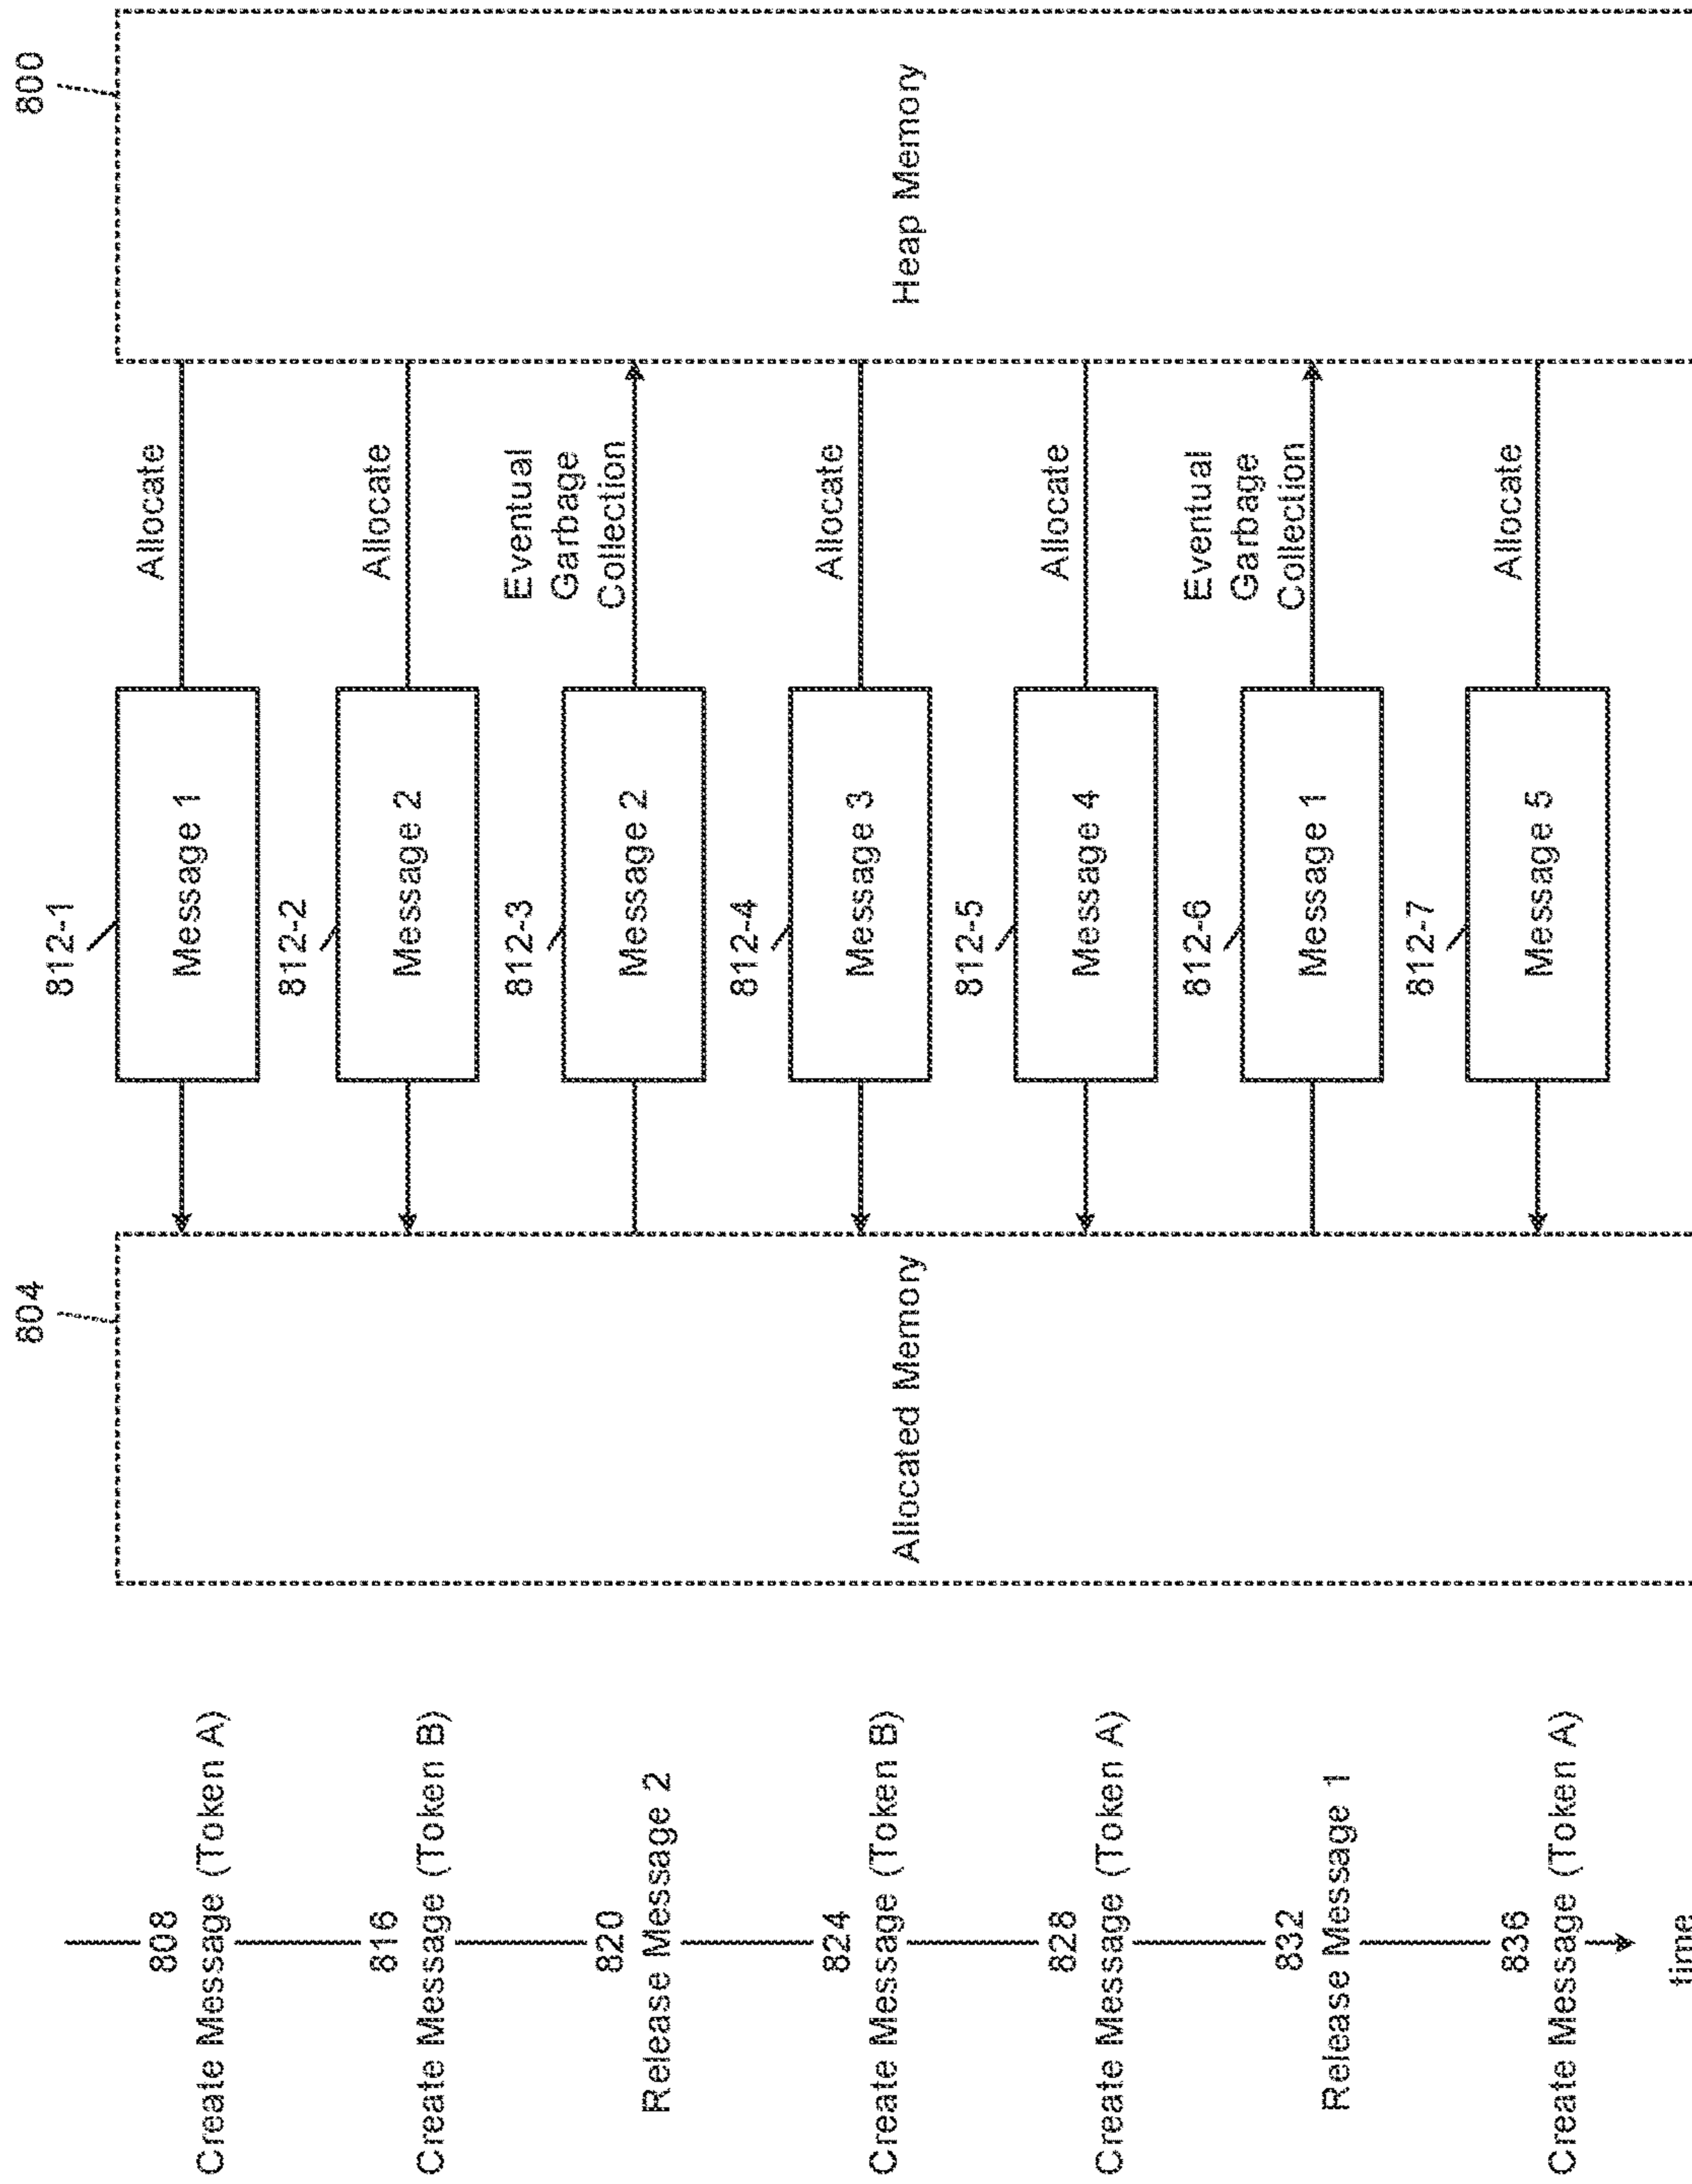 808
Create Message (Token A)
816
Create Message (Token B)
820
Release Message 2
824
Create Message (Token B)
828
Create Message (Token A)
832
Release Message 1
836
Create Message (Token A)
time
804
Allocated Memory
812-1
Message 1
812-2
Message 2
812-3
Message 2
812-4
Message 3
812-5
Message 4
812-6
Message 1
812-7
Message 5
Allocate
Allocate
Eventual
Garbage
Collection
Allocate
Allocate
Eventual
Garbage
Collection
Allocate
800
Heap Memory